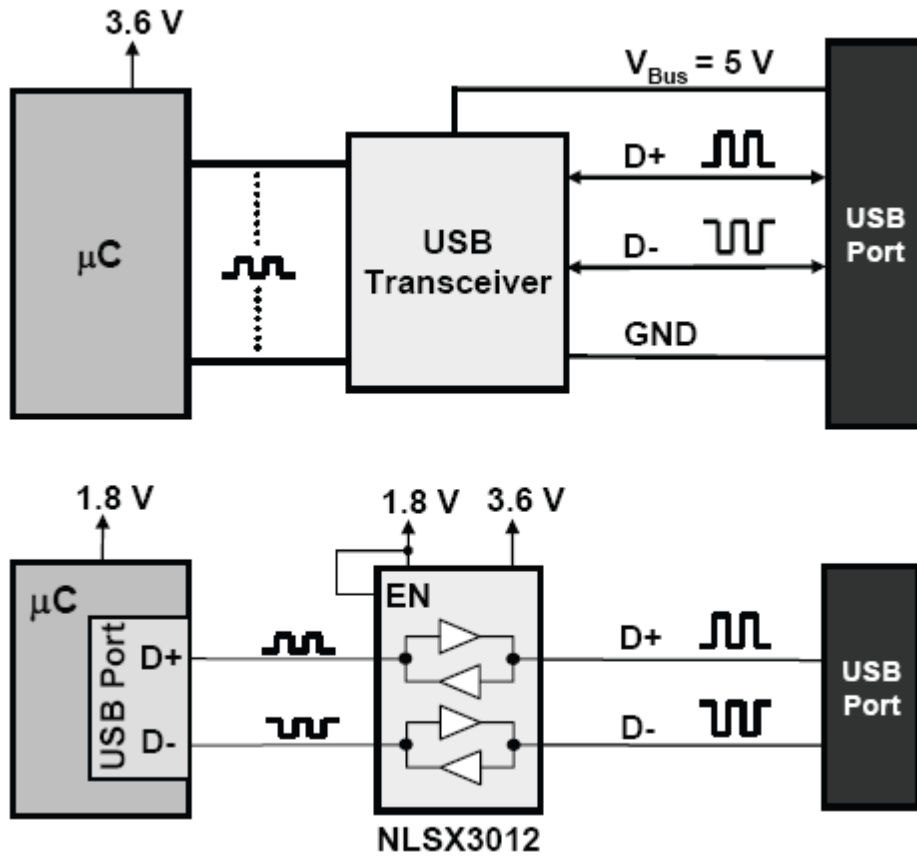 3.6 V
V_Bus = 5 V
D+
μC
USB
Transceiver
D-
USB
Port
GND
1.8 V
1.8 V
3.6 V
μC
EN
USB Port
D+
D-
D+
D-
USB
Port
NLSX3012